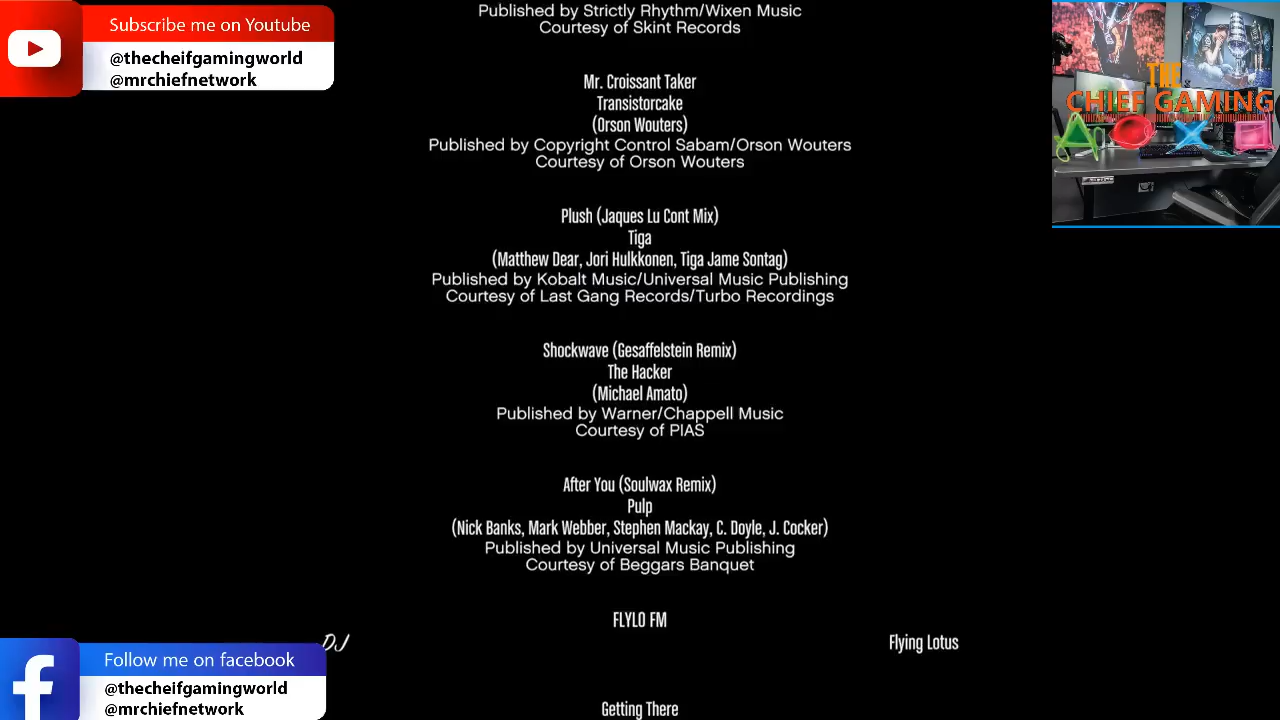 Subscribe me on Youtube
@thecheifgamingworld
@mrchiefnetwork
Published by Strictly Rhythm/Wixen Music
Courtesy of Skint Records
THE
CHIEF GAMING
Mr. Croissant Taker
Transistorcake
(Orson Wouters)
Published by Copyright Control Sabam/Orson Wouters
Courtesy of Orson Wouters
Plush (Jaques Lu Cont Mix)
Tiga
(Matthew Dear, Jori Hulkkonen, Tiga Jame Sontag)
Published by Kobalt Music/Universal Music Publishing
Courtesy of Last Gang Records/Turbo Recordings
Shockwave (Gesaffelstein Remix)
The Hacker
(Michael Amato)
Published by Warner/Chappell Music
Courtesy of PIAS
After You (Soulwax Remix)
Pulp
(Nick Banks, Mark Webber, Stephen Mackay, C. Doyle, J. Cocker)
Published by Universal Music Publishing
Courtesy of Beggars Banquet
FLYLO FM
DJ Flying Lotus
Getting There
Follow me on facebook
@thecheifgamingworld
@mrchiefnetwork